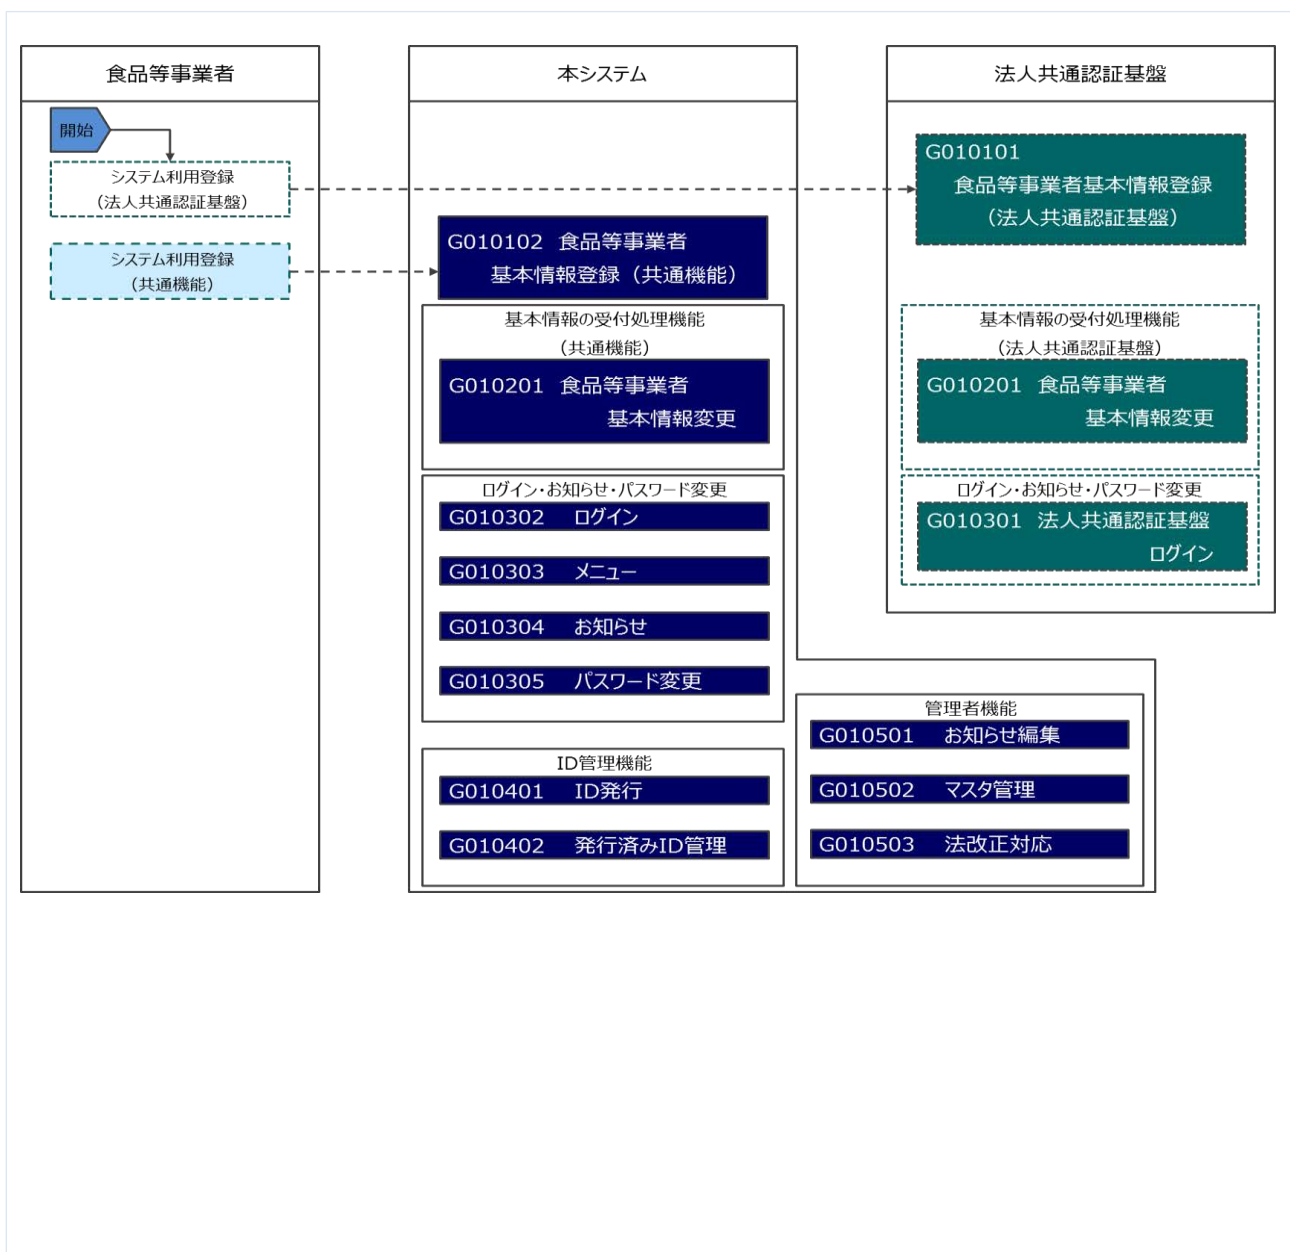 食品等事業者
開始
システム利用登録
（法人共通認証基盤）
システム利用登録
（共通機能）
本システム
G010102 食品等事業者
基本情報登録（共通機能）
基本情報の受付処理機能
（共通機能）
G010201 食品等事業者
基本情報変更
ログイン・お知らせ・パスワード変更
G010302 ログイン
G010303 メニュー
G010304 お知らせ
G010305 パスワード変更
ID管理機能
G010401 ID発行
G010402 発行済みID管理
管理者機能
G010501 お知らせ編集
G010502 マスタ管理
G010503 法改正対応
法人共通認証基盤
G010101
食品等事業者基本情報登録
（法人共通認証基盤）
基本情報の受付処理機能
（法人共通認証基盤）
G010201 食品等事業者
基本情報変更
ログイン・お知らせ・パスワード変更
G010301 法人共通認証基盤
ログイン